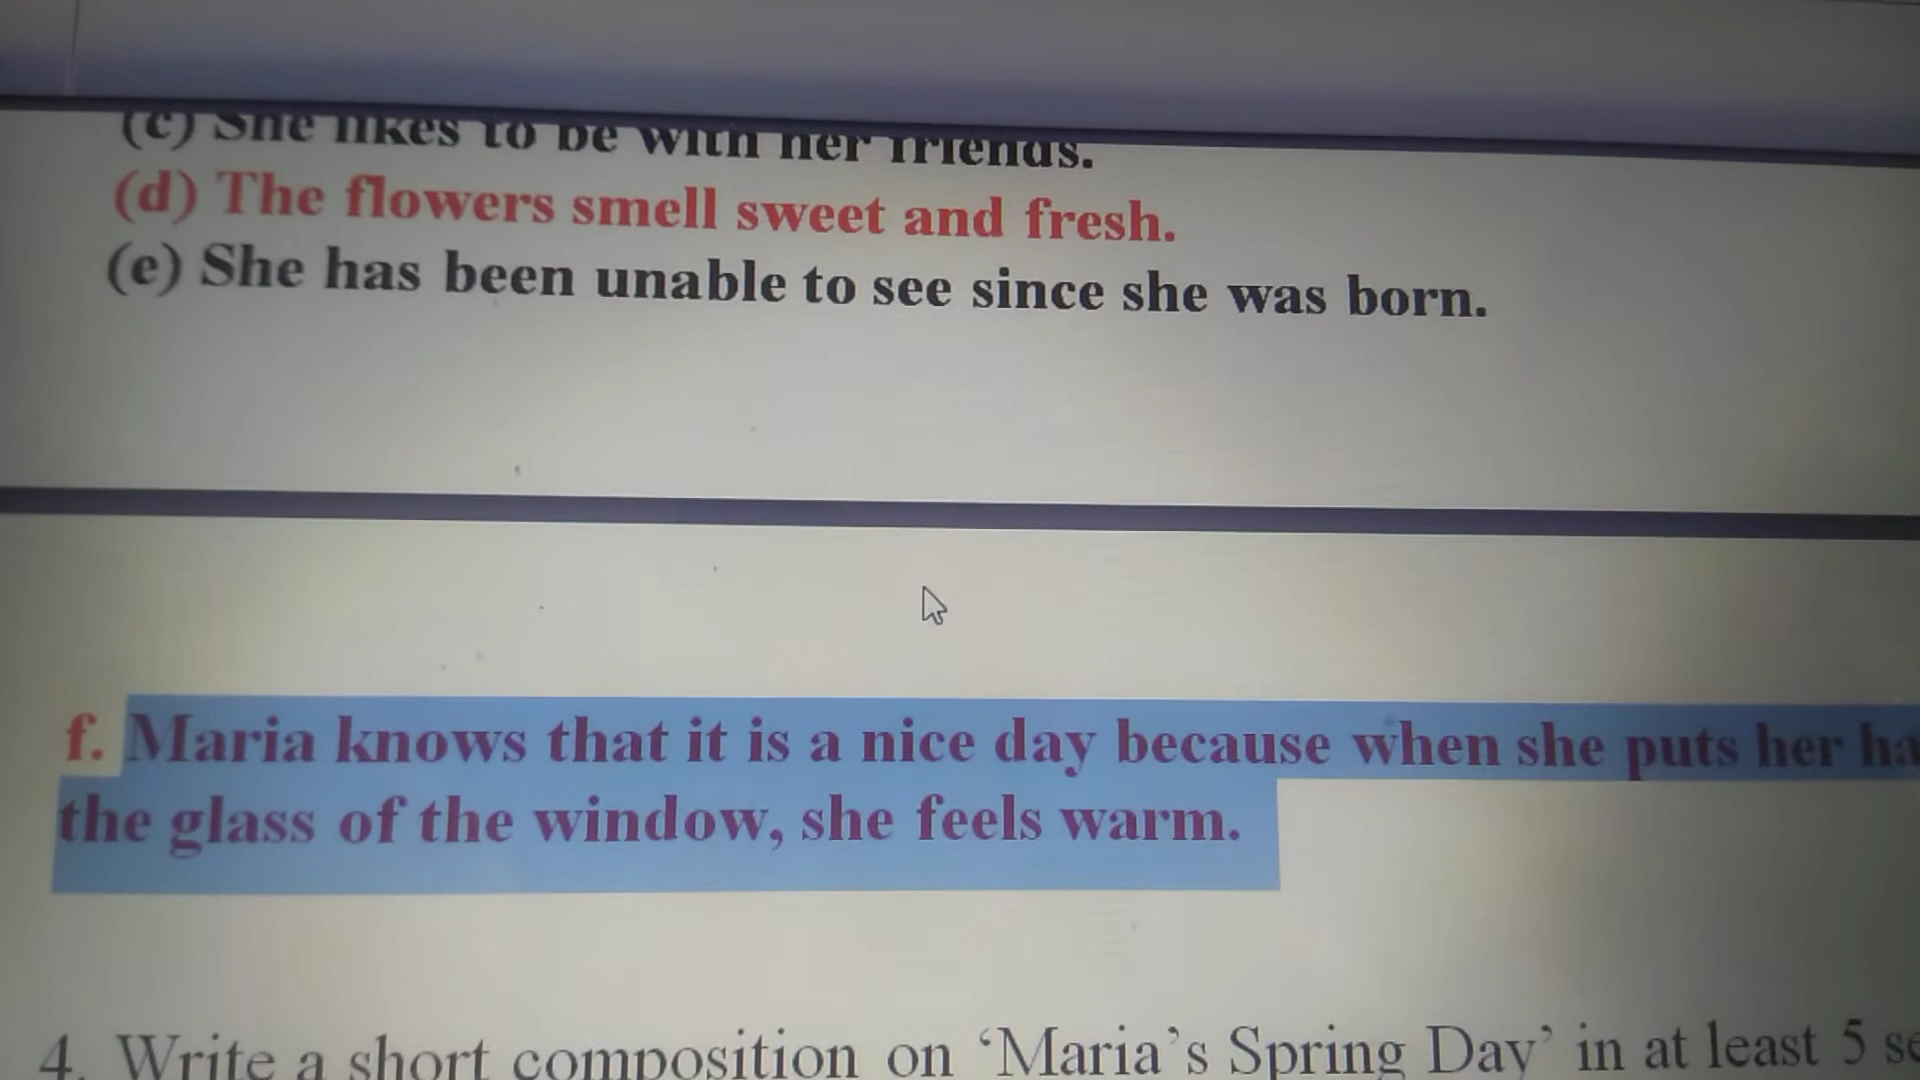 (c) She likes to be with her friends.
(d) The flowers smell sweet and fresh.
(e) She has been unable to see since she was born.
f. Maria knows that it is a nice day because when she puts her
the glass of the window, she feels warm.
4. Write a short composition on ‘Maria’s Spring Day’ in at least 5